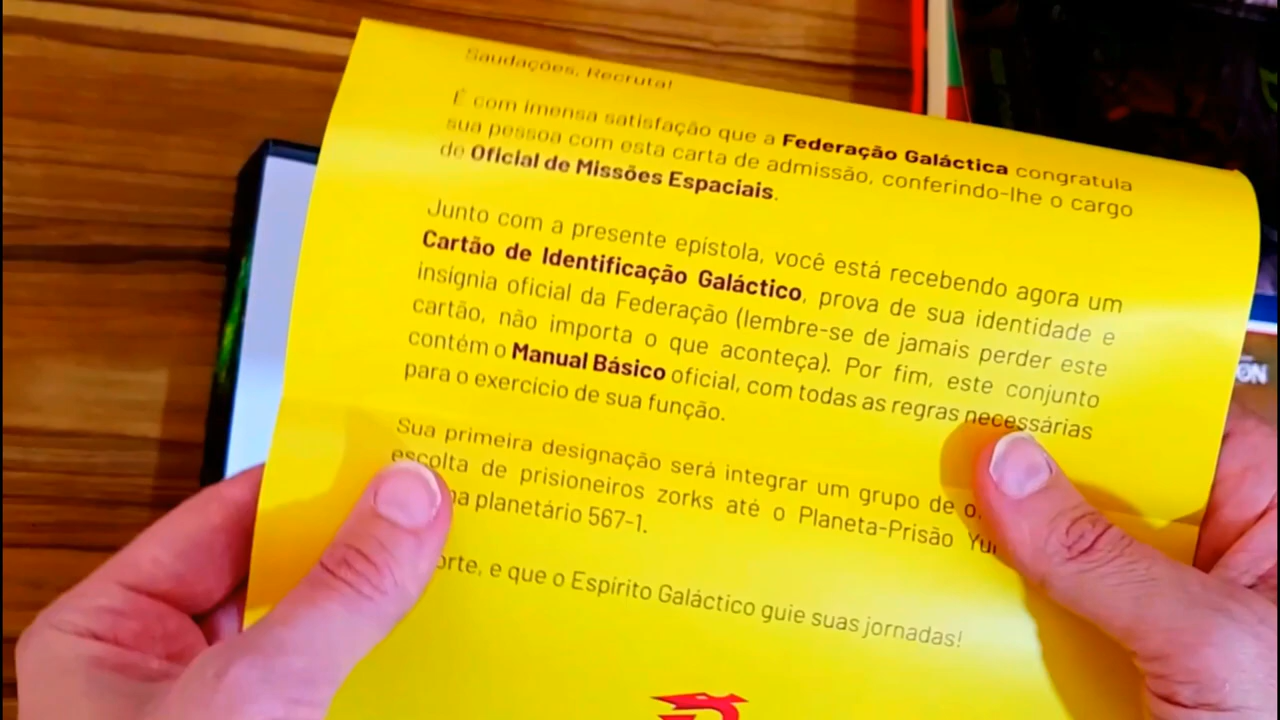 Saudações, Recruta!
É com imensa satisfação que a Federação Galáctica congratula
sua pessoa com esta carta de admissão, conferindo-lhe o cargo
de Oficial de Missões Espaciais.
Junto com a presente epístola, você está recebendo agora um
Cartão de Identificação Galáctico, prova de sua identidade e
insígnia oficial da Federação (lembre-se de jamais perder este
cartão, não importa o que aconteça). Por fim, este conjunto
contém o Manual Básico oficial, com todas as regras necessárias
para o exercício de sua função.
Sua primeira designação será integrar um grupo de
escolta de prisioneiros zorks até o Planeta-Prisão
planetário 567-1.
e que o Espírito Galáctico guie suas jornadas!